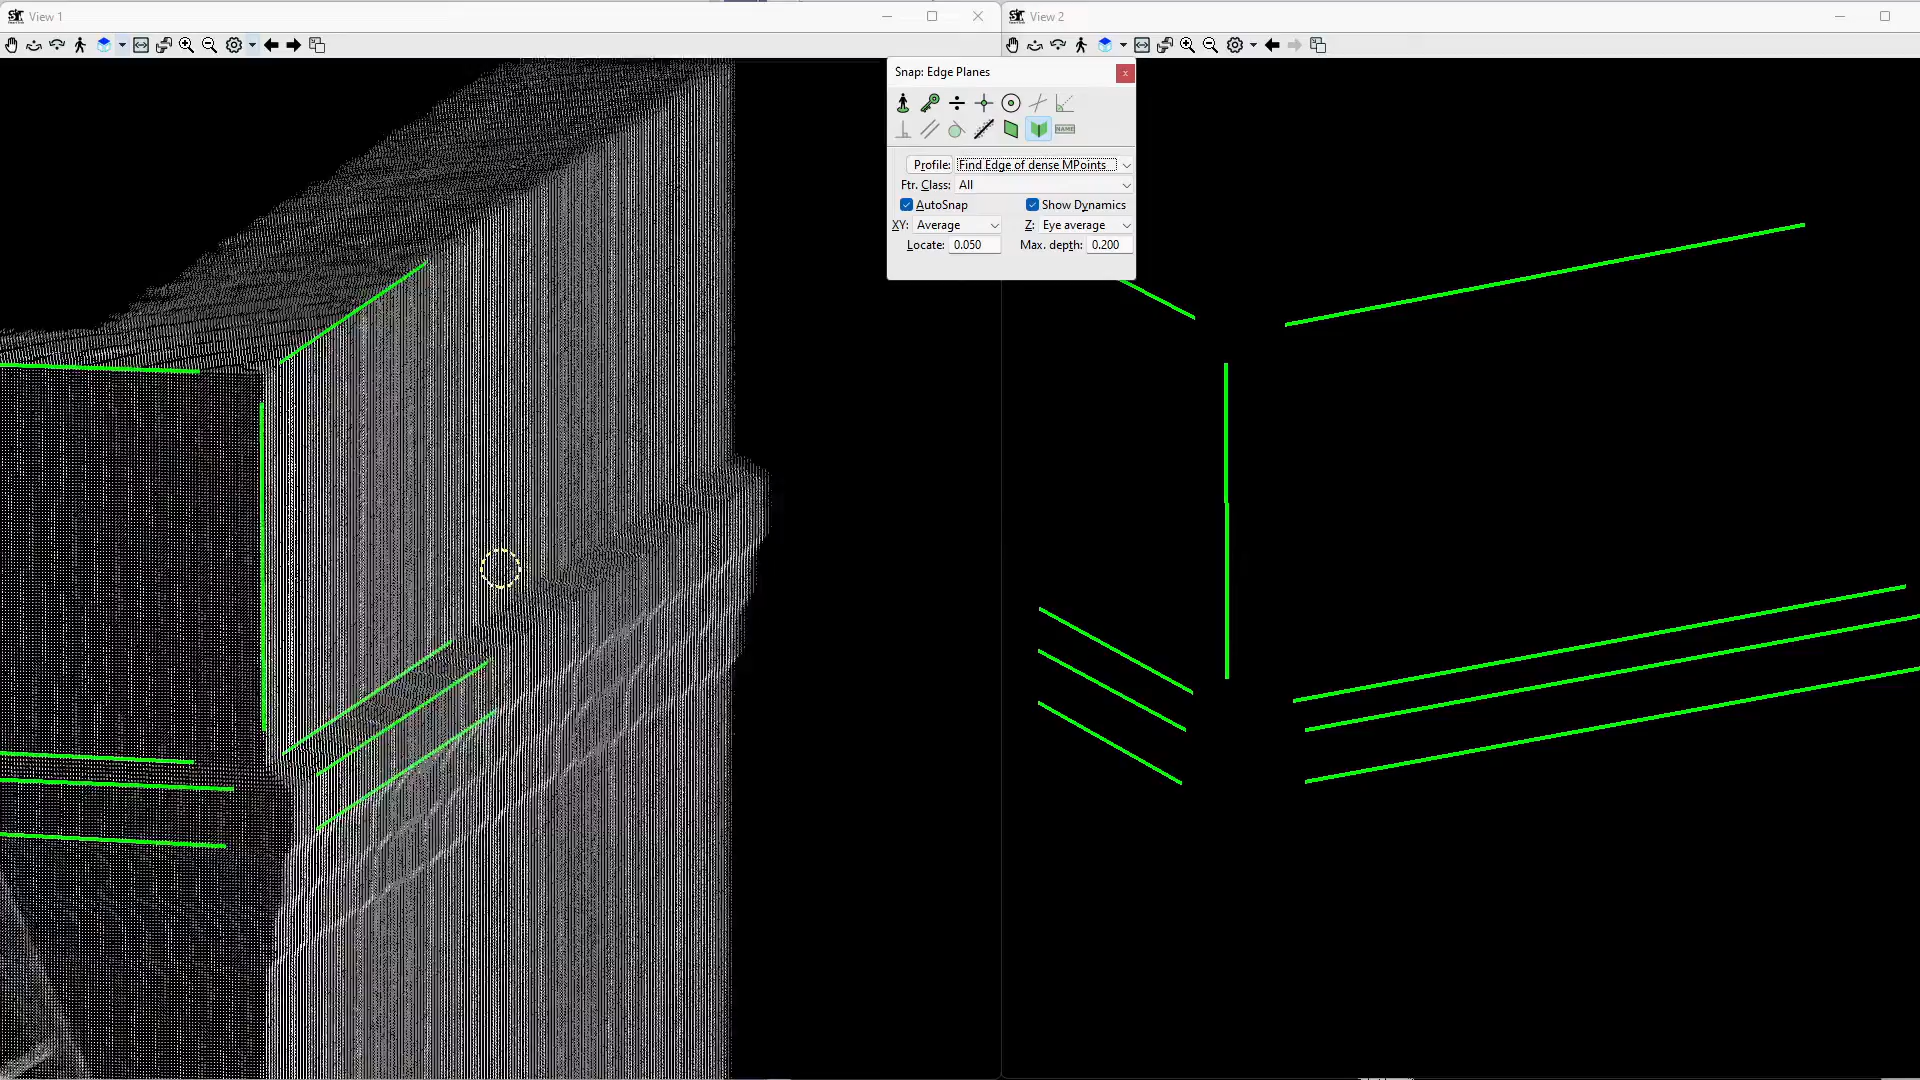 View 1
View 2
Snap: Edge Planes
x
NAME
Profile: Find Edge of dense MPoints
Ftr. Class: All
AutoSnap Show Dynamics
XY: Average Z: Eye average
Locate: 0.050 Max. depth: 0.200